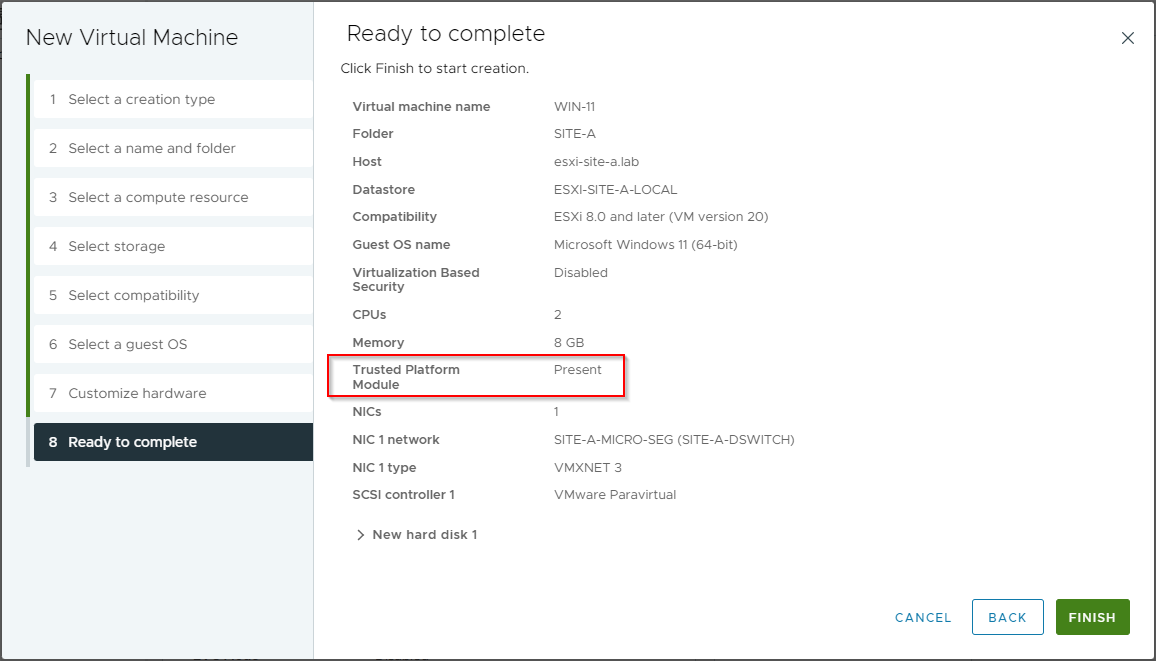 New Virtual Machine
1 Select a creation type
2 Select a name and folder
3 Select a compute resource
4 Select storage
5 Select compatibility
6 Select a guest OS
7 Customize hardware
8 Ready to complete
Ready to complete
Click Finish to start creation.
Virtual machine name WIN-11
Folder SITE-A
Host esxi-site-a.lab
Datastore ESXI-SITE-A-LOCAL
Compatibility ESXi 8.0 and later (VM version 20)
Guest OS name Microsoft Windows 11 (64-bit)
Virtualization Based Disabled
Security
CPUs 2
Memory 8 GB
Trusted Platform Present
Module
NICs 1
NIC 1 network SITE-A-MICRO-SEG (SITE-A-DSWITCH)
NIC 1 type VMXNET 3
SCSI controller 1 VMware Paravirtual
New hard disk 1
CANCEL BACK FINISH